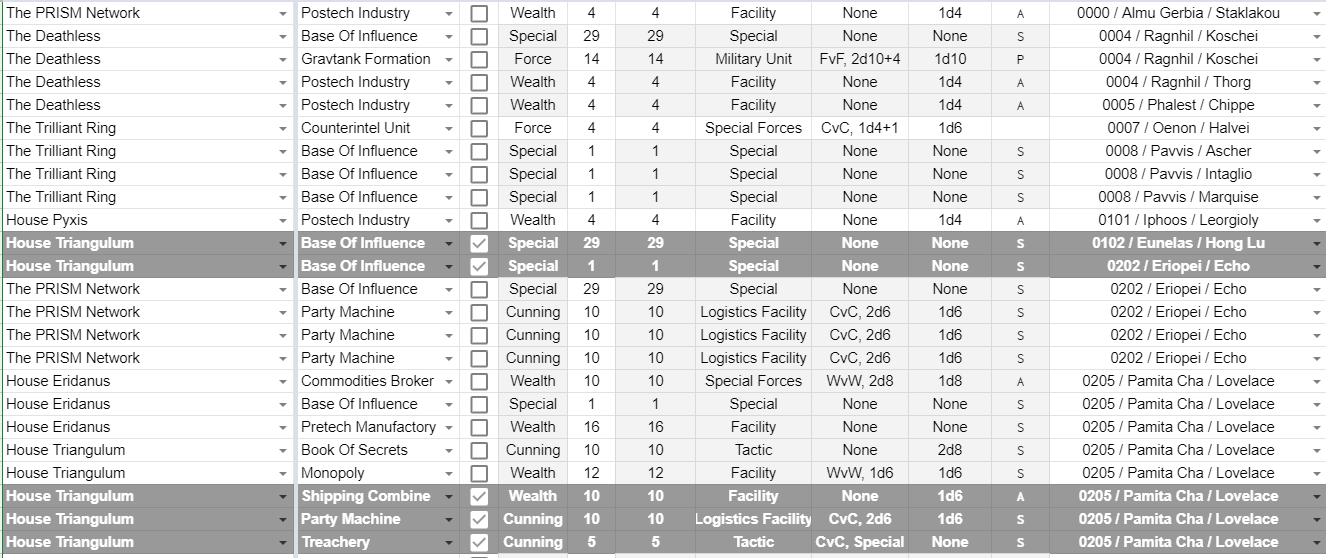 The PRISM Network Postech Industry Wealth 4 4 Facility None 1d4 A 0000 / Almu Gerbia / Staklakou
The Deathless Base Of Influence Special 29 29 Special None None S 0004 / Ragnhil / Koschei
The Deathless Gravtank Formation Force 14 14 Military Unit FvF, 2d10+4 1d10 P 0004 / Ragnhil / Koschei
The Deathless Postech Industry Wealth 4 4 Facility None 1d4 A 0004 / Ragnhil / Thorg
The Deathless Postech Industry Wealth 4 4 Facility None 1d4 A 0005 / Phalest / Chippe
The Trilliant Ring Counterintel Unit Force 4 4 Special Forces CvC, 1d4+1 1d6 0007 / Oenon / Halvei
The Trilliant Ring Base Of Influence Special 1 1 Special None None S 0008 / Pavvis / Ascher
The Trilliant Ring Base Of Influence Special 1 1 Special None None S 0008 / Pavvis / Intaglio
The Trilliant Ring Base Of Influence Special 1 1 Special None None S 0008 / Pavvis / Marquise
House Pyxis Postech Industry Wealth 4 4 Facility None 1d4 A 0101 / Iphoos / Leorgioly
House Triangulum Base Of Influence Special 29 29 Special None None S 0102 / Eunelas / Hong Lu
House Triangulum Base Of Influence Special 1 1 Special None None S 0202 / Eriopei / Echo
The PRISM Network Base Of Influence Special 29 29 Special None None S 0202 / Eriopei / Echo
The PRISM Network Party Machine Cunning 10 10 Logistics Facility CvC, 2d6 1d6 S 0202 / Eriopei / Echo
The PRISM Network Party Machine Cunning 10 10 Logistics Facility CvC, 2d6 1d6 S 0202 / Eriopei / Echo
The PRISM Network Party Machine Cunning 10 10 Logistics Facility CvC, 2d6 1d6 S 0202 / Eriopei / Echo
House Eridanus Commodities Broker Wealth 10 10 Special Forces WvW, 2d8 1d8 A 0205 / Pamita Cha / Lovelace
House Eridanus Base Of Influence Special 1 1 Special None None S 0205 / Pamita Cha / Lovelace
House Eridanus Pretech Manufactory Wealth 16 16 Facility None None S 0205 / Pamita Cha / Lovelace
House Triangulum Book Of Secrets Cunning 10 10 Tactic None 2d8 S 0205 / Pamita Cha / Lovelace
House Triangulum Monopoly Wealth 12 12 Facility WvW, 1d6 1d6 S 0205 / Pamita Cha / Lovelace
House Triangulum Shipping Combine Wealth 10 10 Facility None 1d6 A 0205 / Pamita Cha / Lovelace
House Triangulum Party Machine Cunning 10 10 Logistics Facility CvC, 2d6 1d6 S 0205 / Pamita Cha / Lovelace
House Triangulum Treachery Cunning 5 5 Tactic CvC, Special None S 0205 / Pamita Cha / Lovelace